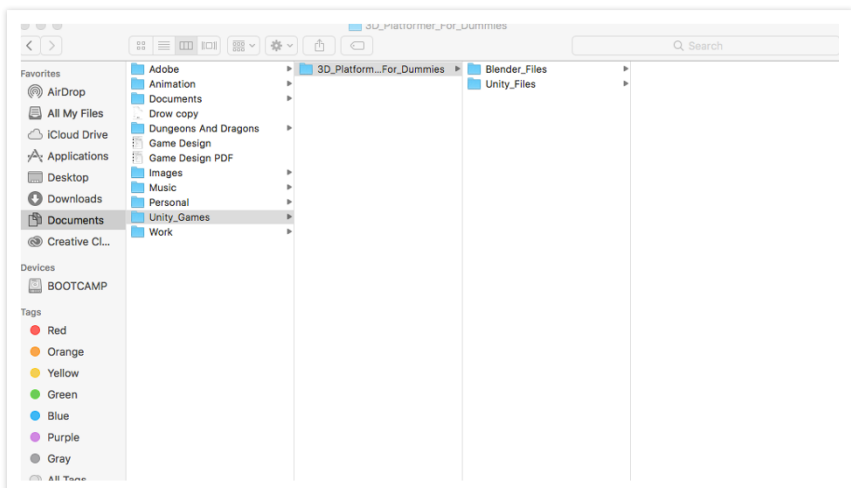 3D_Platformer_For_Dummies
Search
Favorites
AirDrop
All My Files
iCloud Drive
Applications
Desktop
Downloads
Documents
Creative Cl...
Devices
BOOTCAMP
Tags
Red
Orange
Yellow
Green
Blue
Purple
Gray
All Tags
Adobe
Animation
Documents
Drow copy
Dungeons And Dragons
Game Design
Game Design PDF
Images
Music
Personal
Unity_Games
Work
3D_Platform...For_Dummies
Blender_Files
Unity_Files